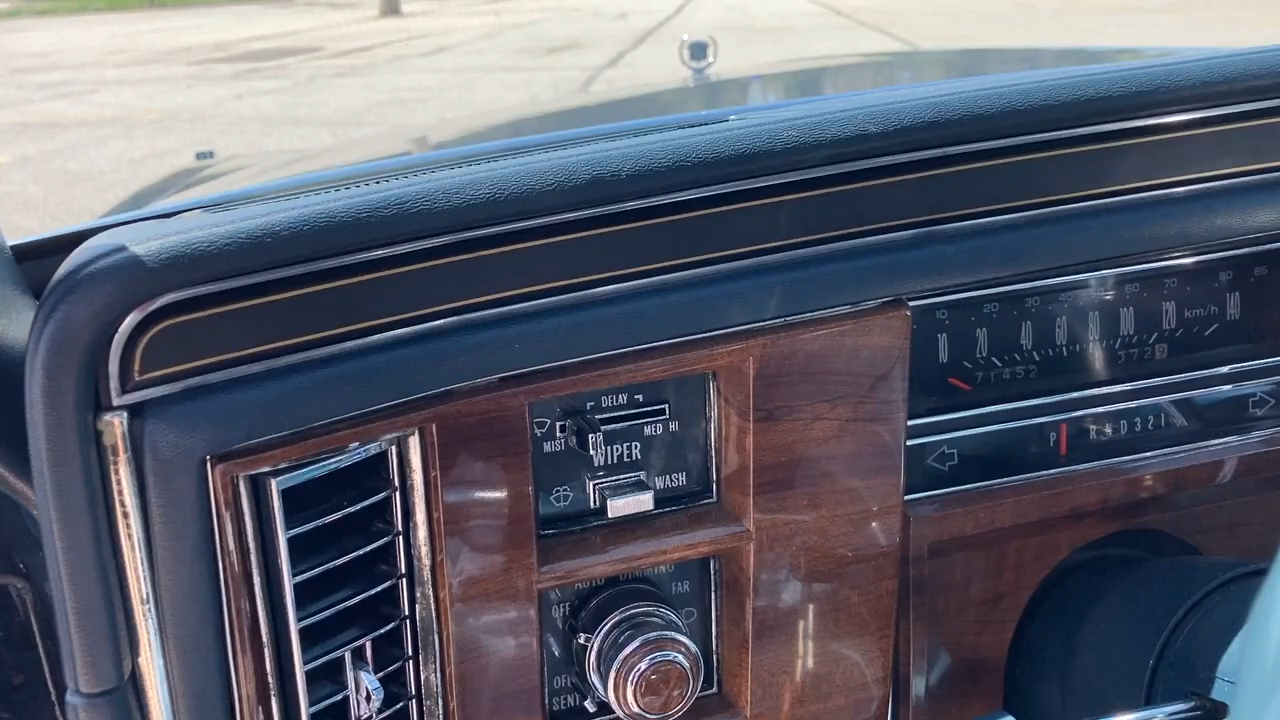 10 20 30 40 50 60 70 80 85
10 20 40 60 80 100 120 km/h 140
71452
P R N D 3 2 1
DELAY
MIST
MED HI
WIPER
WASH
AUTO DIMMING
OFF
FAR
OFF
SENT